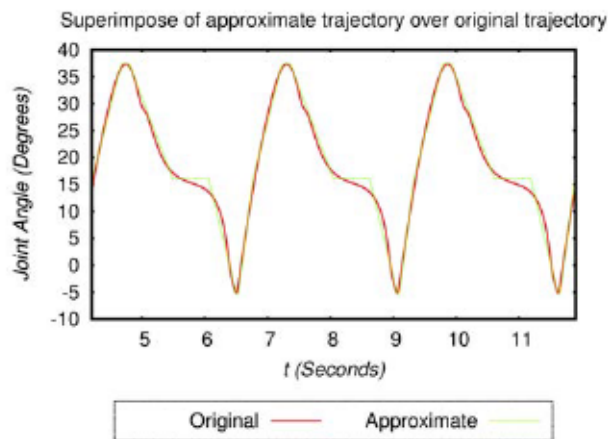 Superimpose of approximate trajectory over original trajectory
40
35
30
25
20
15
10
5
0
-5
-10
Joint Angle (Degrees)
5 6 7 8 9 10 11
t (Seconds)
Original Approximate